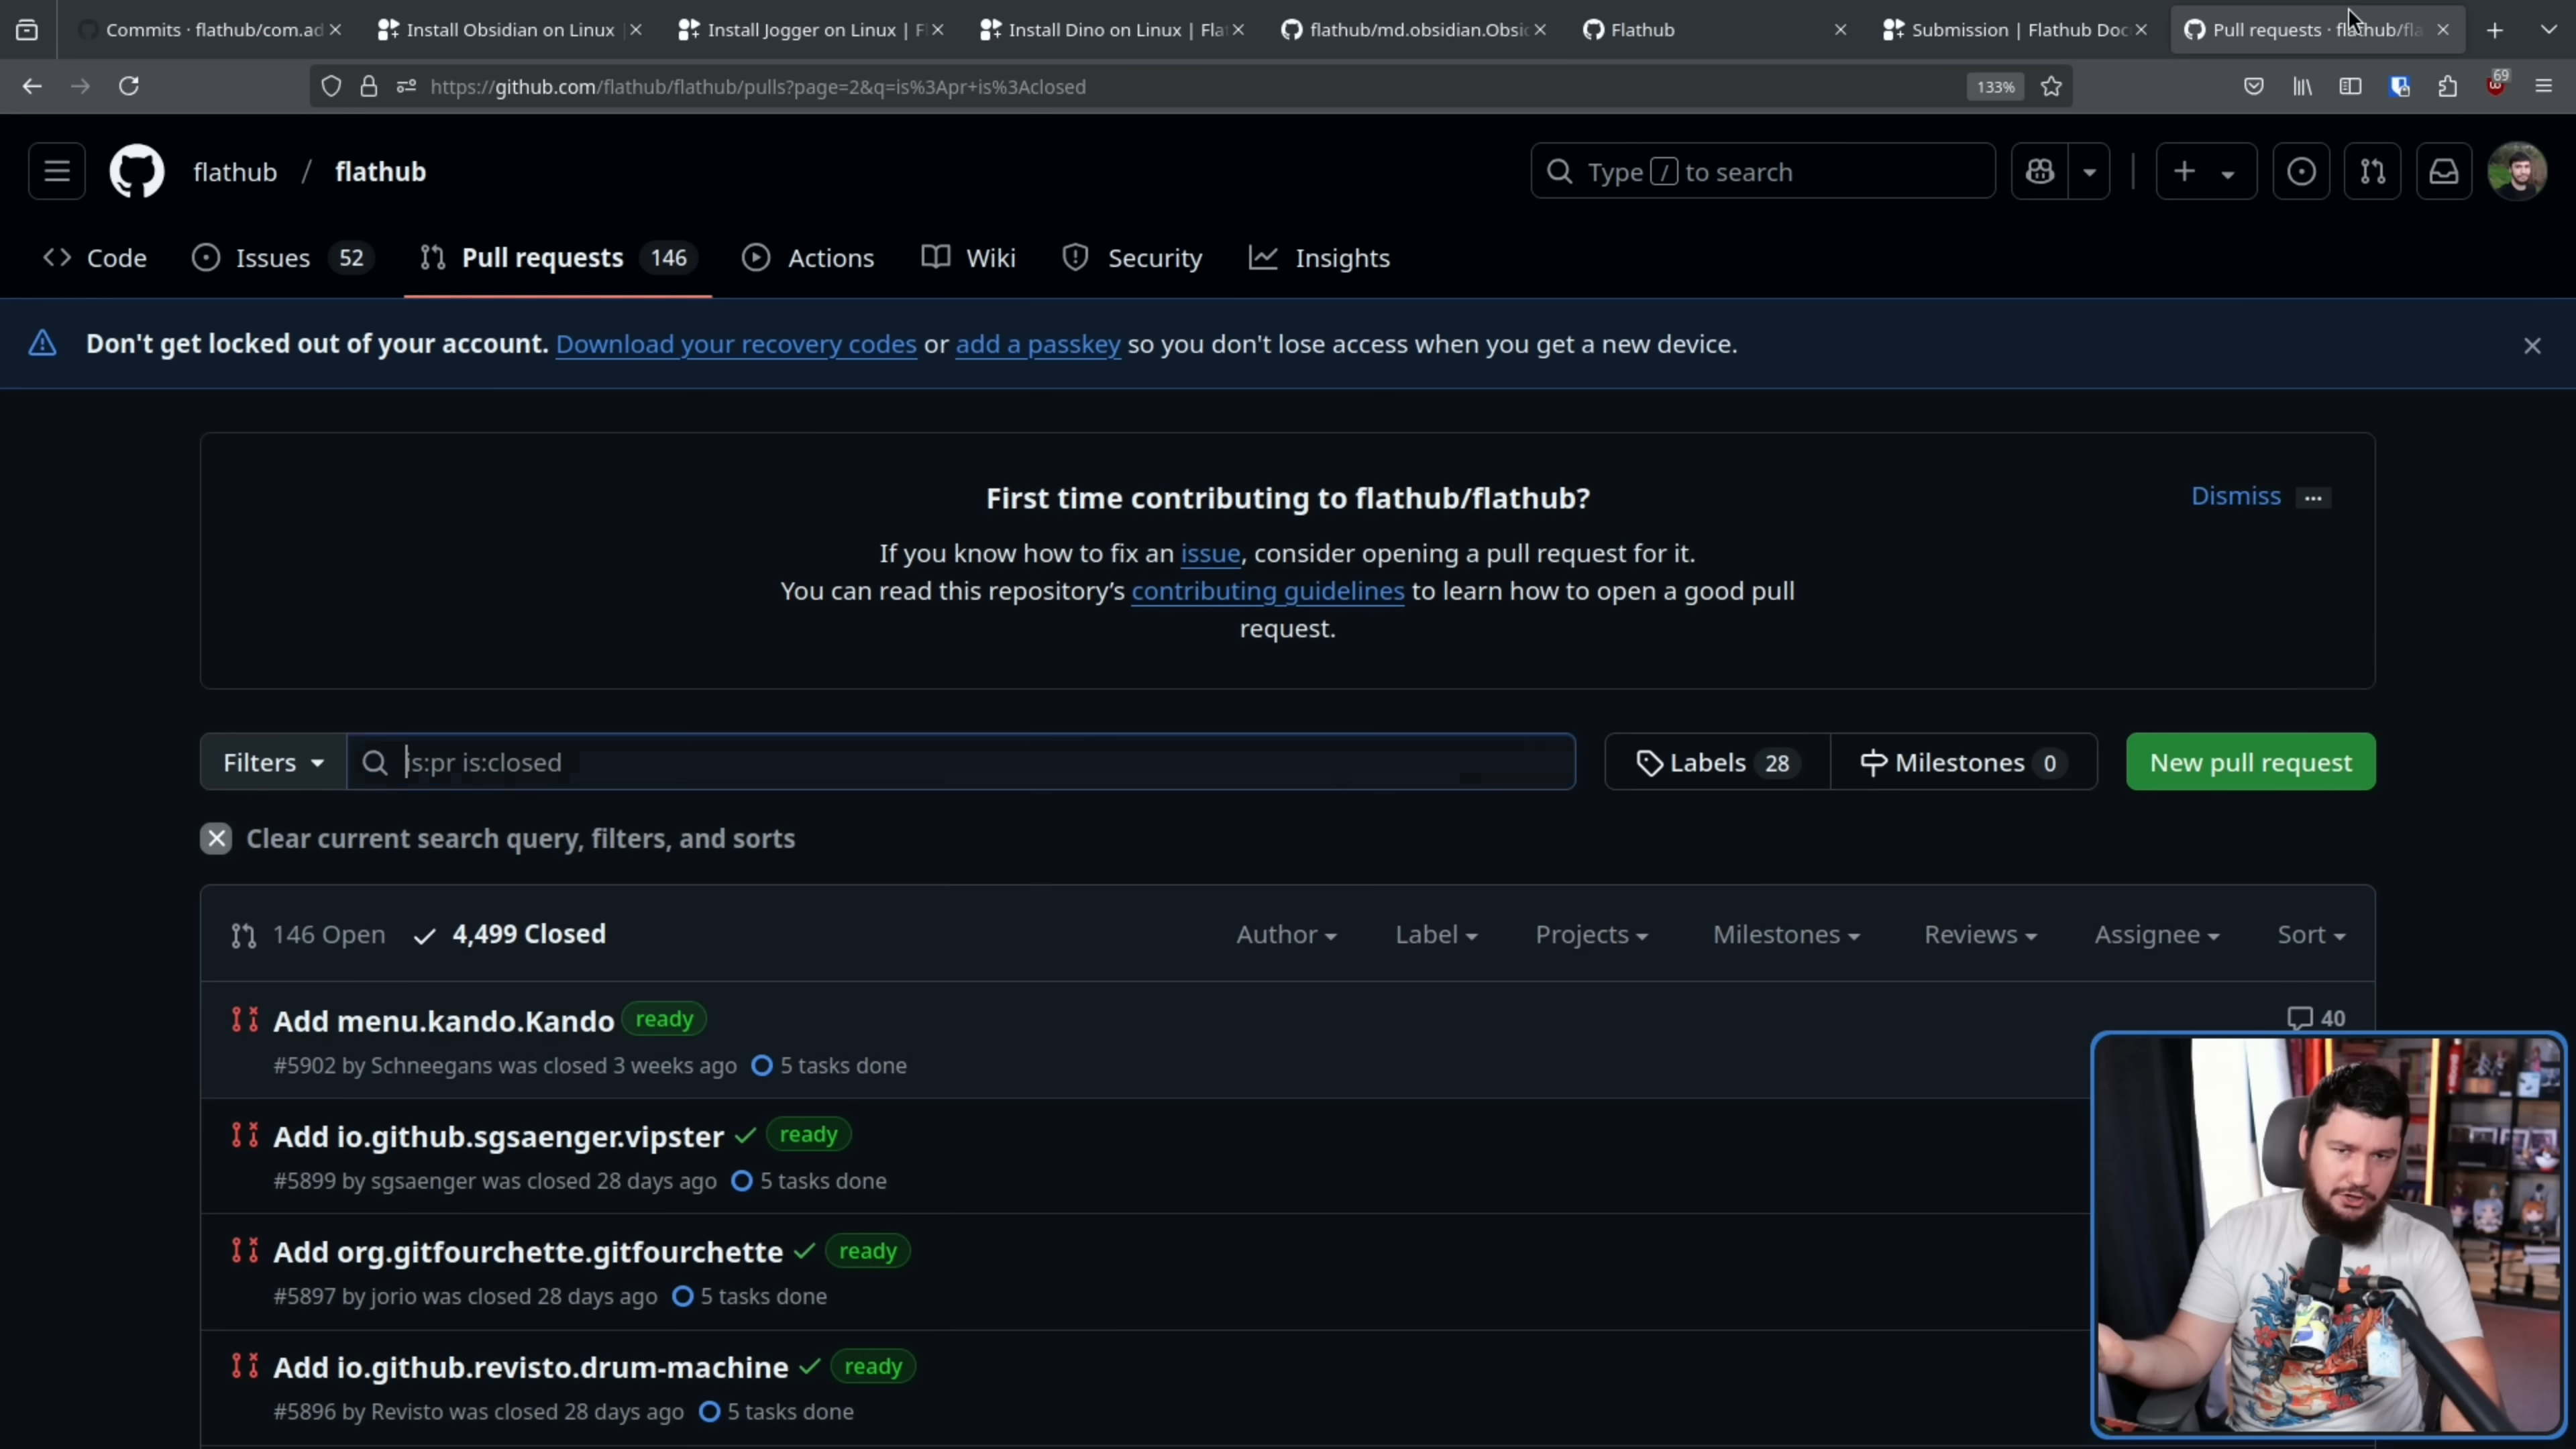 Commits · flathub/com.ad
Install Obsidian on Linux |
Install Jogger on Linux | Fl
Install Dino on Linux | Flat
flathub/md.obsidian.Obsid
Flathub
Submission | Flathub Doc
Pull requests · flathub/fla
https://github.com/flathub/flathub/pulls?page=2&q=is%3Apr+is%3Aclosed
133%
69
flathub / flathub
Type / to search
Code
Issues 52
Pull requests 146
Actions
Wiki
Security
Insights
Don't get locked out of your account. Download your recovery codes or add a passkey so you don't lose access when you get a new device.
First time contributing to flathub/flathub?
Dismiss
If you know how to fix an issue, consider opening a pull request for it.
You can read this repository's contributing guidelines to learn how to open a good pull
request.
Filters
is:pr is:closed
Labels 28
Milestones 0
New pull request
Clear current search query, filters, and sorts
146 Open
4,499 Closed
Author
Label
Projects
Milestones
Reviews
Assignee
Sort
Add menu.kando.Kando ready
40
#5902 by Schneegans was closed 3 weeks ago 5 tasks done
Add io.github.sgsaenger.vipster ready
#5899 by sgsaenger was closed 28 days ago 5 tasks done
Add org.gitfourchette.gitfourchette ready
#5897 by jorio was closed 28 days ago 5 tasks done
Add io.github.revisto.drum-machine ready
#5896 by Revisto was closed 28 days ago 5 tasks done